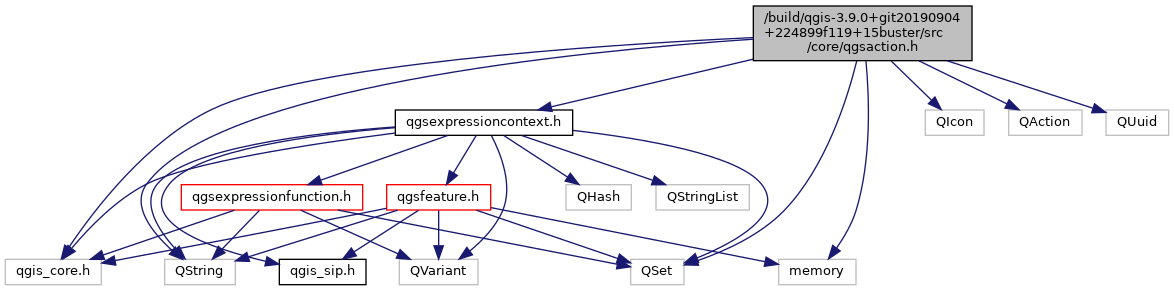 /build/qgis-3.9.0+git20190904
+224899f119+15buster/src
/core/qgsaction.h
qgsexpressioncontext.h
QIcon
QAction
QUuid
qgsexpressionfunction.h
qgsfeature.h
QHash
QStringList
qgis_core.h
QString
qgis_sip.h
QVariant
QSet
memory